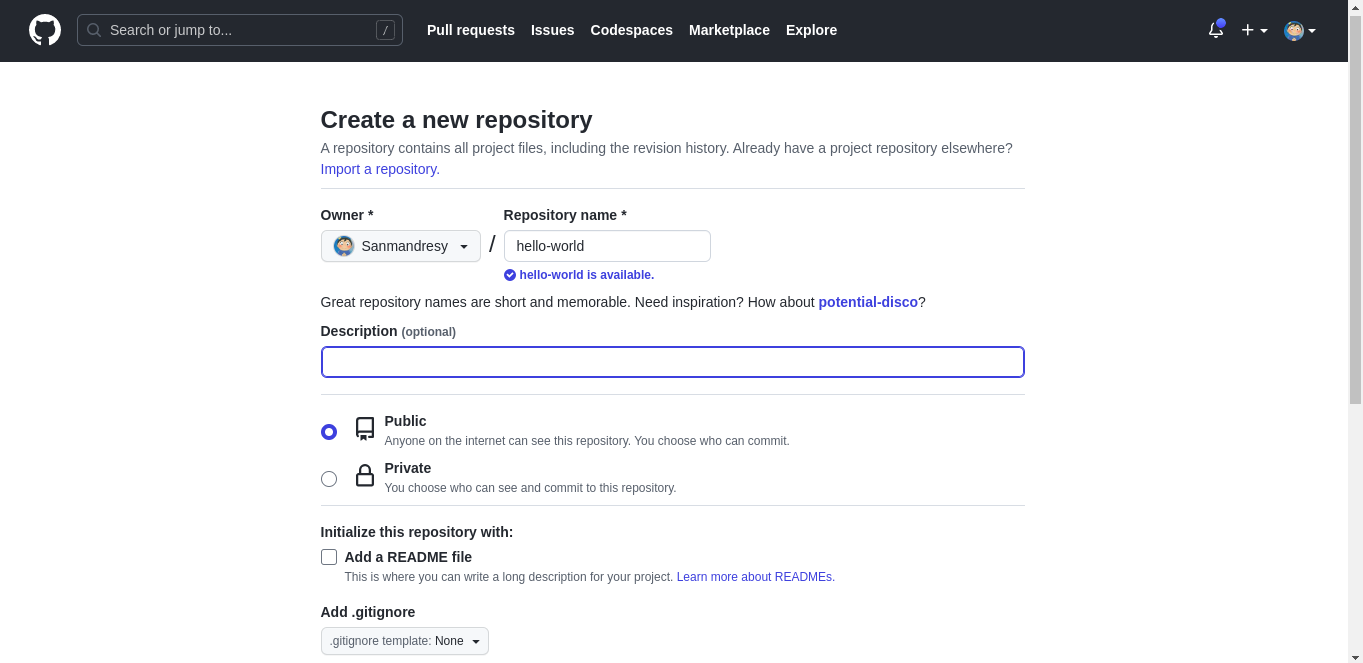 Search or jump to...
/
Pull requests
Issues
Codespaces
Marketplace
Explore
Create a new repository
A repository contains all project files, including the revision history. Already have a project repository elsewhere?
Import a repository.
Owner *
Repository name *
Sanmandresy
/
hello-world
hello-world is available.
Great repository names are short and memorable. Need inspiration? How about potential-disco?
Description (optional)
Public
Anyone on the internet can see this repository. You choose who can commit.
Private
You choose who can see and commit to this repository.
Initialize this repository with:
Add a README file
This is where you can write a long description for your project. Learn more about READMEs.
Add .gitignore
.gitignore template: None